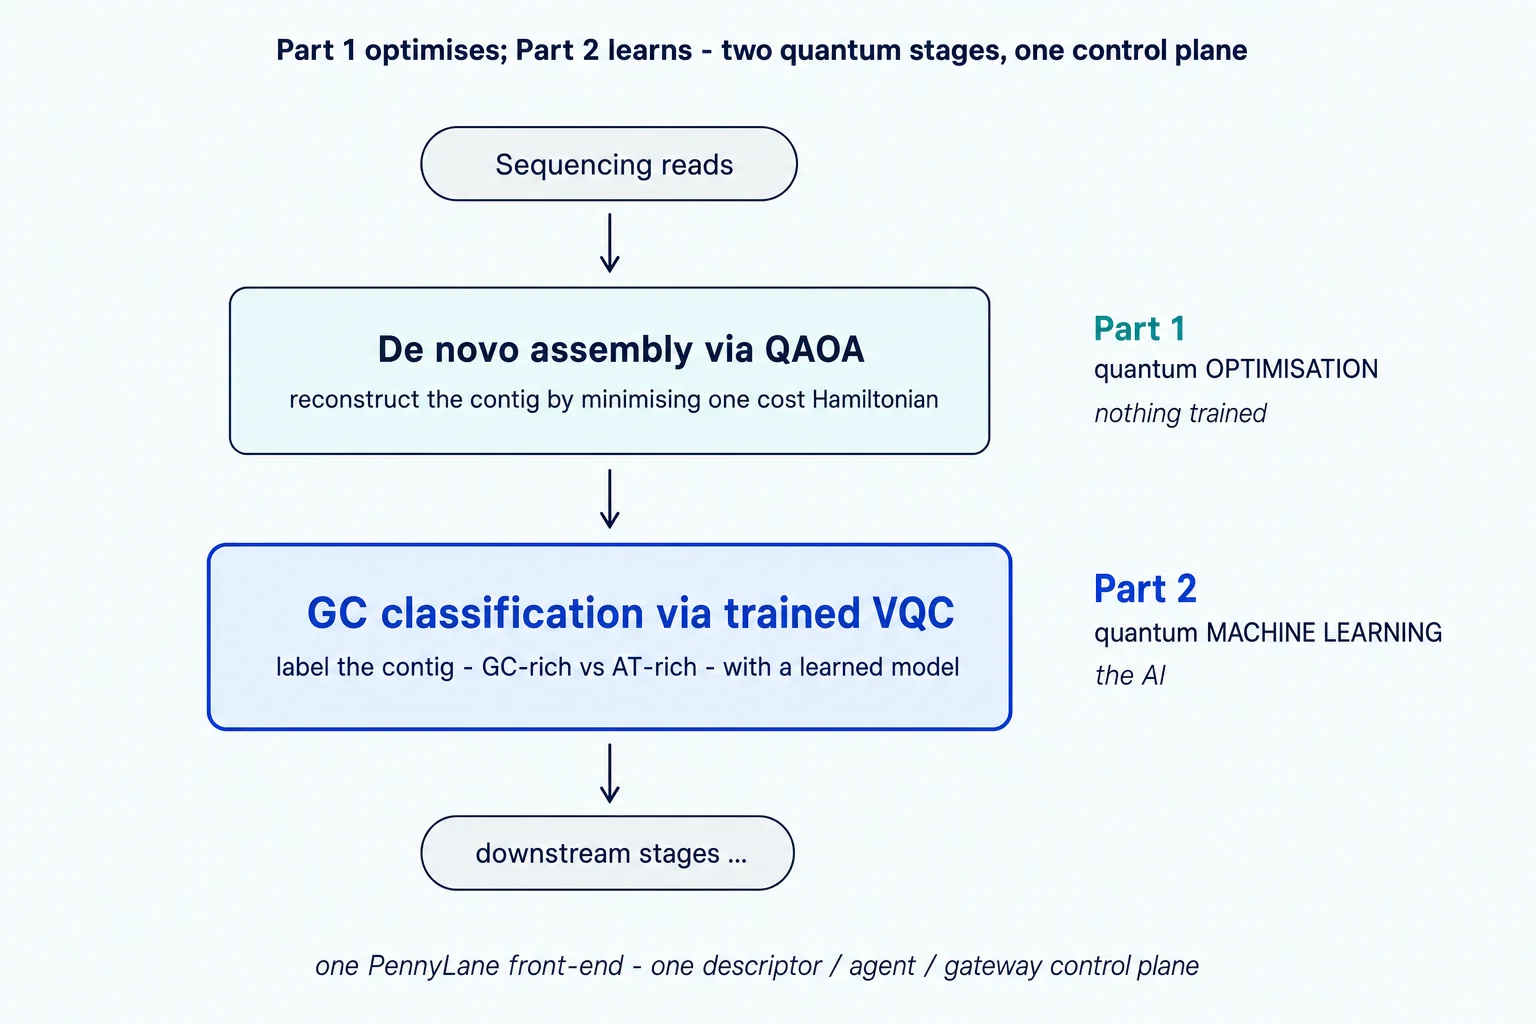 Part 1 optimises; Part 2 learns - two quantum stages, one control plane
Sequencing reads
De novo assembly via QAOA
reconstruct the contig by minimising one cost Hamiltonian
Part 1
quantum OPTIMISATION
nothing trained
GC classification via trained VQC
label the contig - GC-rich vs AT-rich - with a learned model
Part 2
quantum MACHINE LEARNING
the AI
downstream stages ...
one PennyLane front-end - one descriptor / agent / gateway control plane